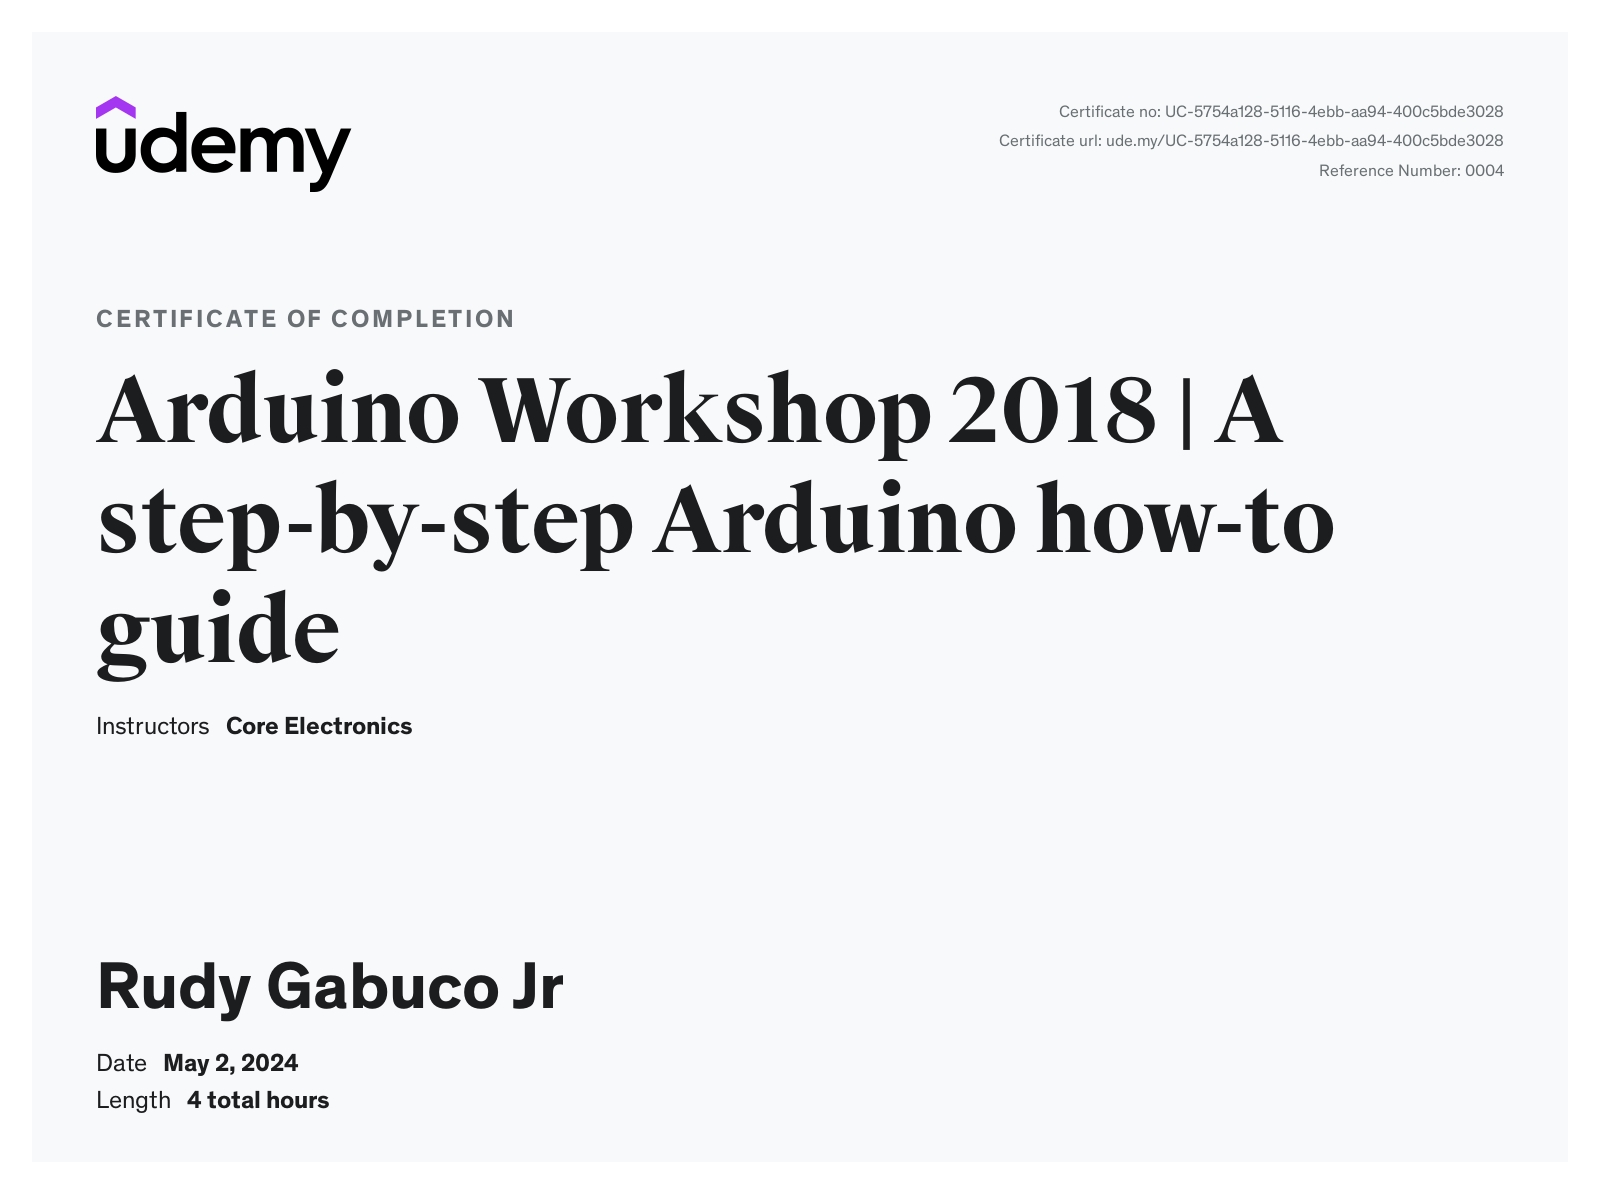 udemy
Certificate no: UC-5754a128-5116-4ebb-aa94-400c5bde3028
Certificate url: ude.my/UC-5754a128-5116-4ebb-aa94-400c5bde3028
Reference Number: 0004
CERTIFICATE OF COMPLETION
Arduino Workshop 2018 | A
step-by-step Arduino how-to
guide
Instructors Core Electronics
Rudy Gabuco Jr
Date May 2, 2024
Length 4 total hours